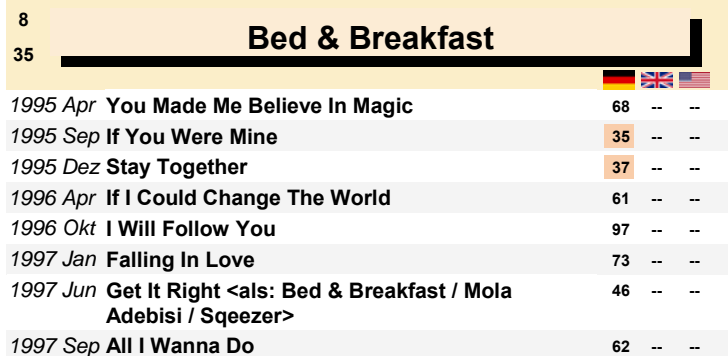 8
35
Bed & Breakfast
1995 Apr You Made Me Believe In Magic 68 -- --
1995 Sep If You Were Mine 35 -- --
1995 Dez Stay Together 37 -- --
1996 Apr If I Could Change The World 61 -- --
1996 Okt I Will Follow You 97 -- --
1997 Jan Falling In Love 73 -- --
1997 Jun Get It Right <als: Bed & Breakfast / Mola 46 -- --
Adebisi / Sqeezer>
1997 Sep All I Wanna Do 62 -- --